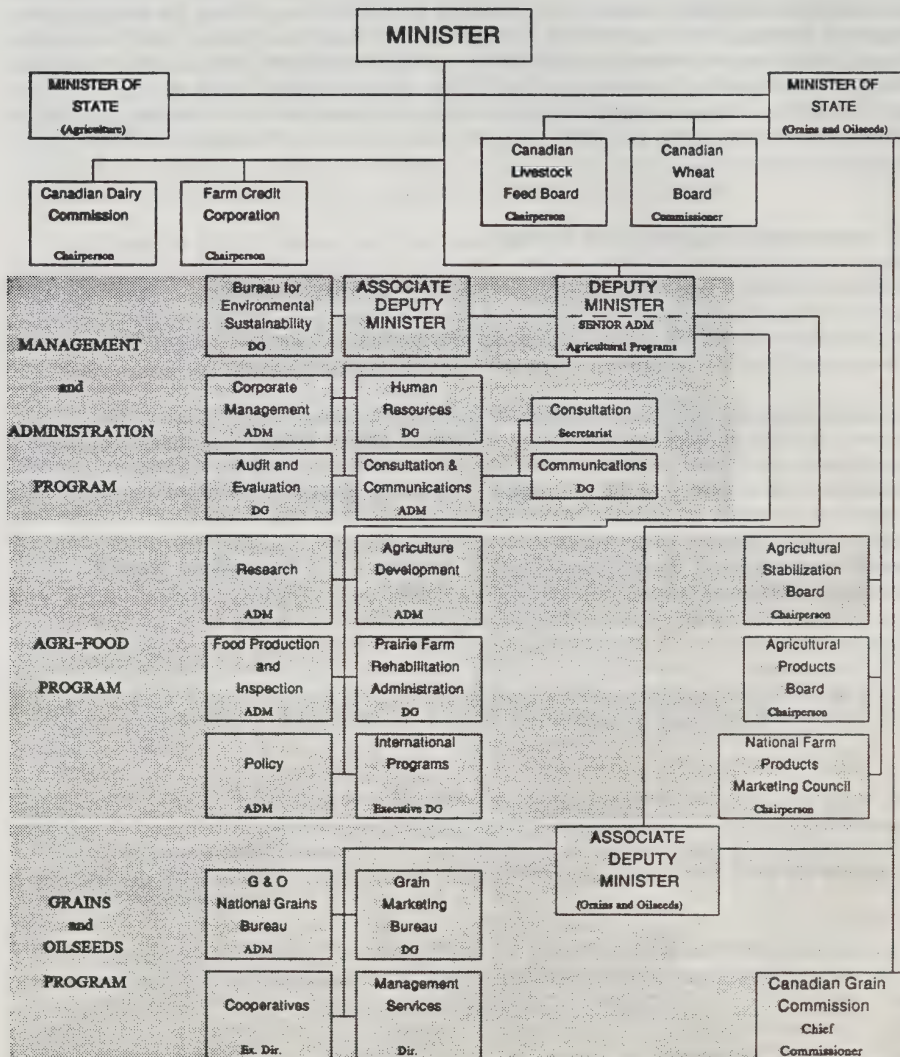 MINISTER
MINISTER OF
STATE
(Agriculture)
MINISTER OF
STATE
(Grains and Oilseeds)
Canadian
Livestock
Feed Board
Chairperson
Canadian
Wheat
Board
Commissioner
Canadian Dairy
Commission
Chairperson
Farm Credit
Corporation
Chairperson
MANAGEMENT
and
ADMINISTRATION
PROGRAM
Bureau for
Environmental
Sustainability
DG
ASSOCIATE
DEPUTY
MINISTER
DEPUTY
MINISTER
SENIOR ADM
Agricultural Programs
Corporate
Management
ADM
Human
Resources
DG
Consultation
Secretarist
Audit and
Evaluation
DG
Consultation &
Communications
ADM
Communications
DG
AGRI-FOOD
PROGRAM
Research
ADM
Agriculture
Development
ADM
Agricultural
Stabilization
Board
Chairperson
Food Production
and
Inspection
ADM
Prairie Farm
Rehabilitation
Administration
DG
Agricultural
Products
Board
Chairperson
Policy
ADM
International
Programs
Executive DG
National Farm
Products
Marketing Council
Chairperson
GRAINS
and
OILSEEDS
PROGRAM
ASSOCIATE
DEPUTY
MINISTER
(Grains and Oilseeds)
G & O
National Grains
Bureau
ADM
Grain
Marketing
Bureau
DG
Cooperatives
Ex. Dir.
Management
Services
Dir.
Canadian Grain
Commission
Chief
Commissioner